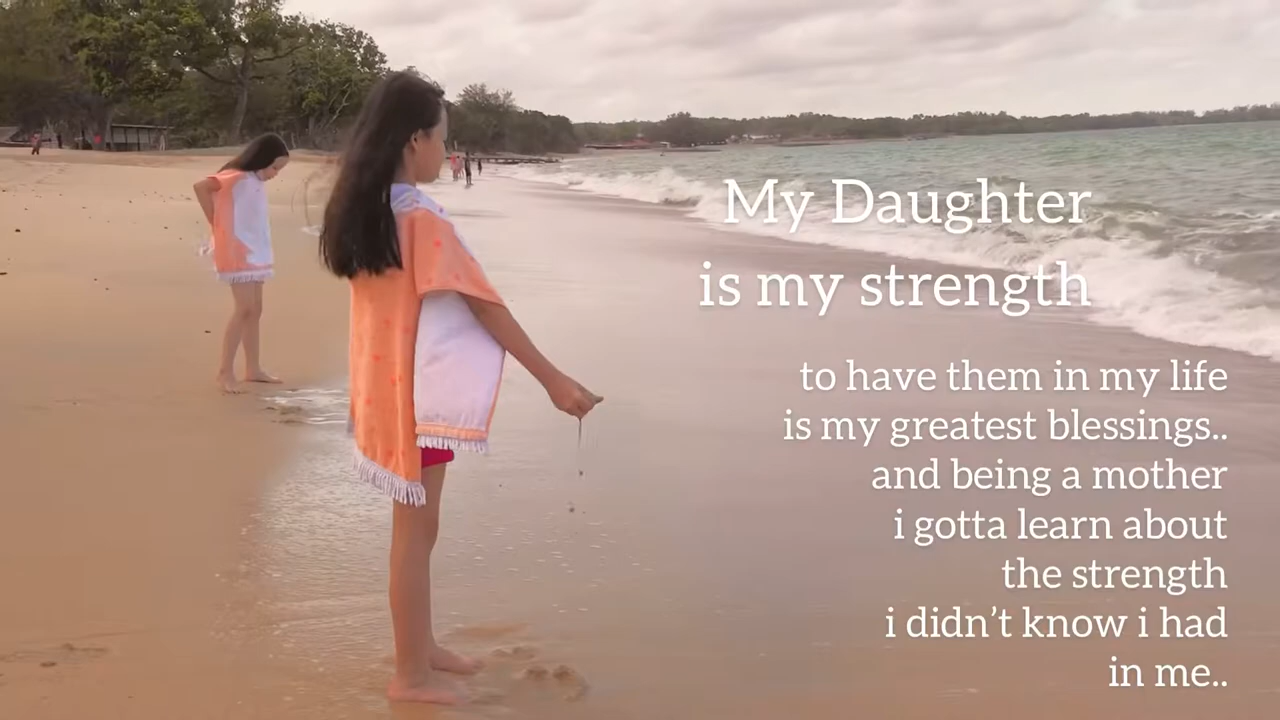 My Daughter
is my strength
to have them in my life
is my greatest blessings..
and being a mother
i gotta learn about
the strength
i didn’t know i had
in me..